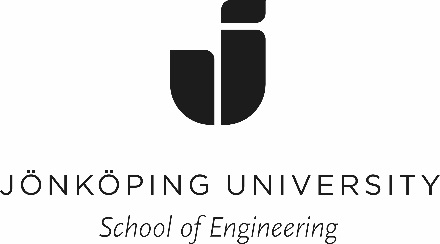 JÖNKÖPING UNIVERSITY
School of Engineering